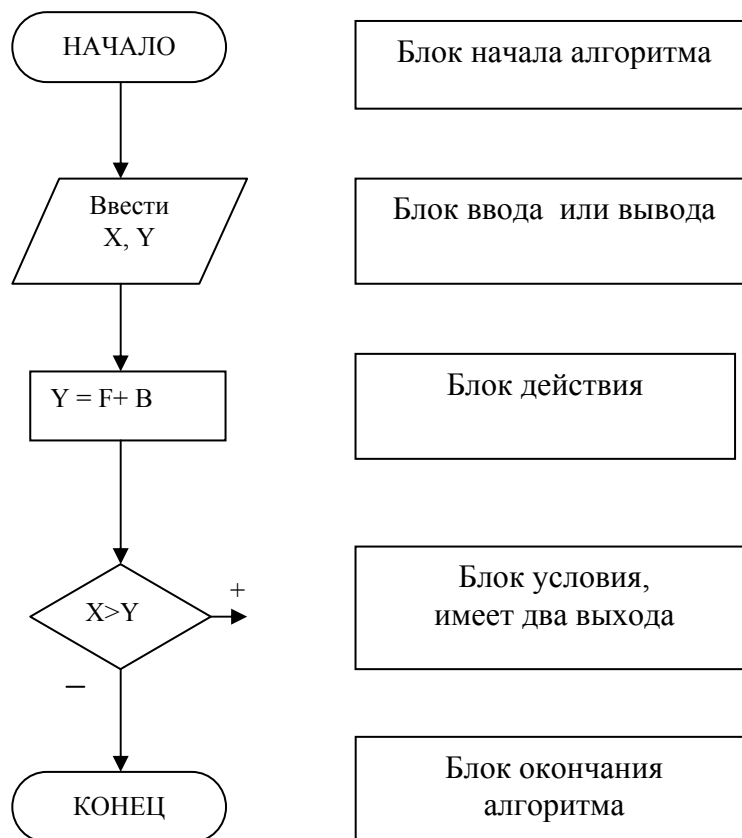 НАЧАЛО
Блок начала алгоритма
Ввести
X, Y
Блок ввода или вывода
Y = F+ B
Блок действия
X>Y
+
–
Блок условия,
имеет два выхода
КОНЕЦ
Блок окончания
алгоритма